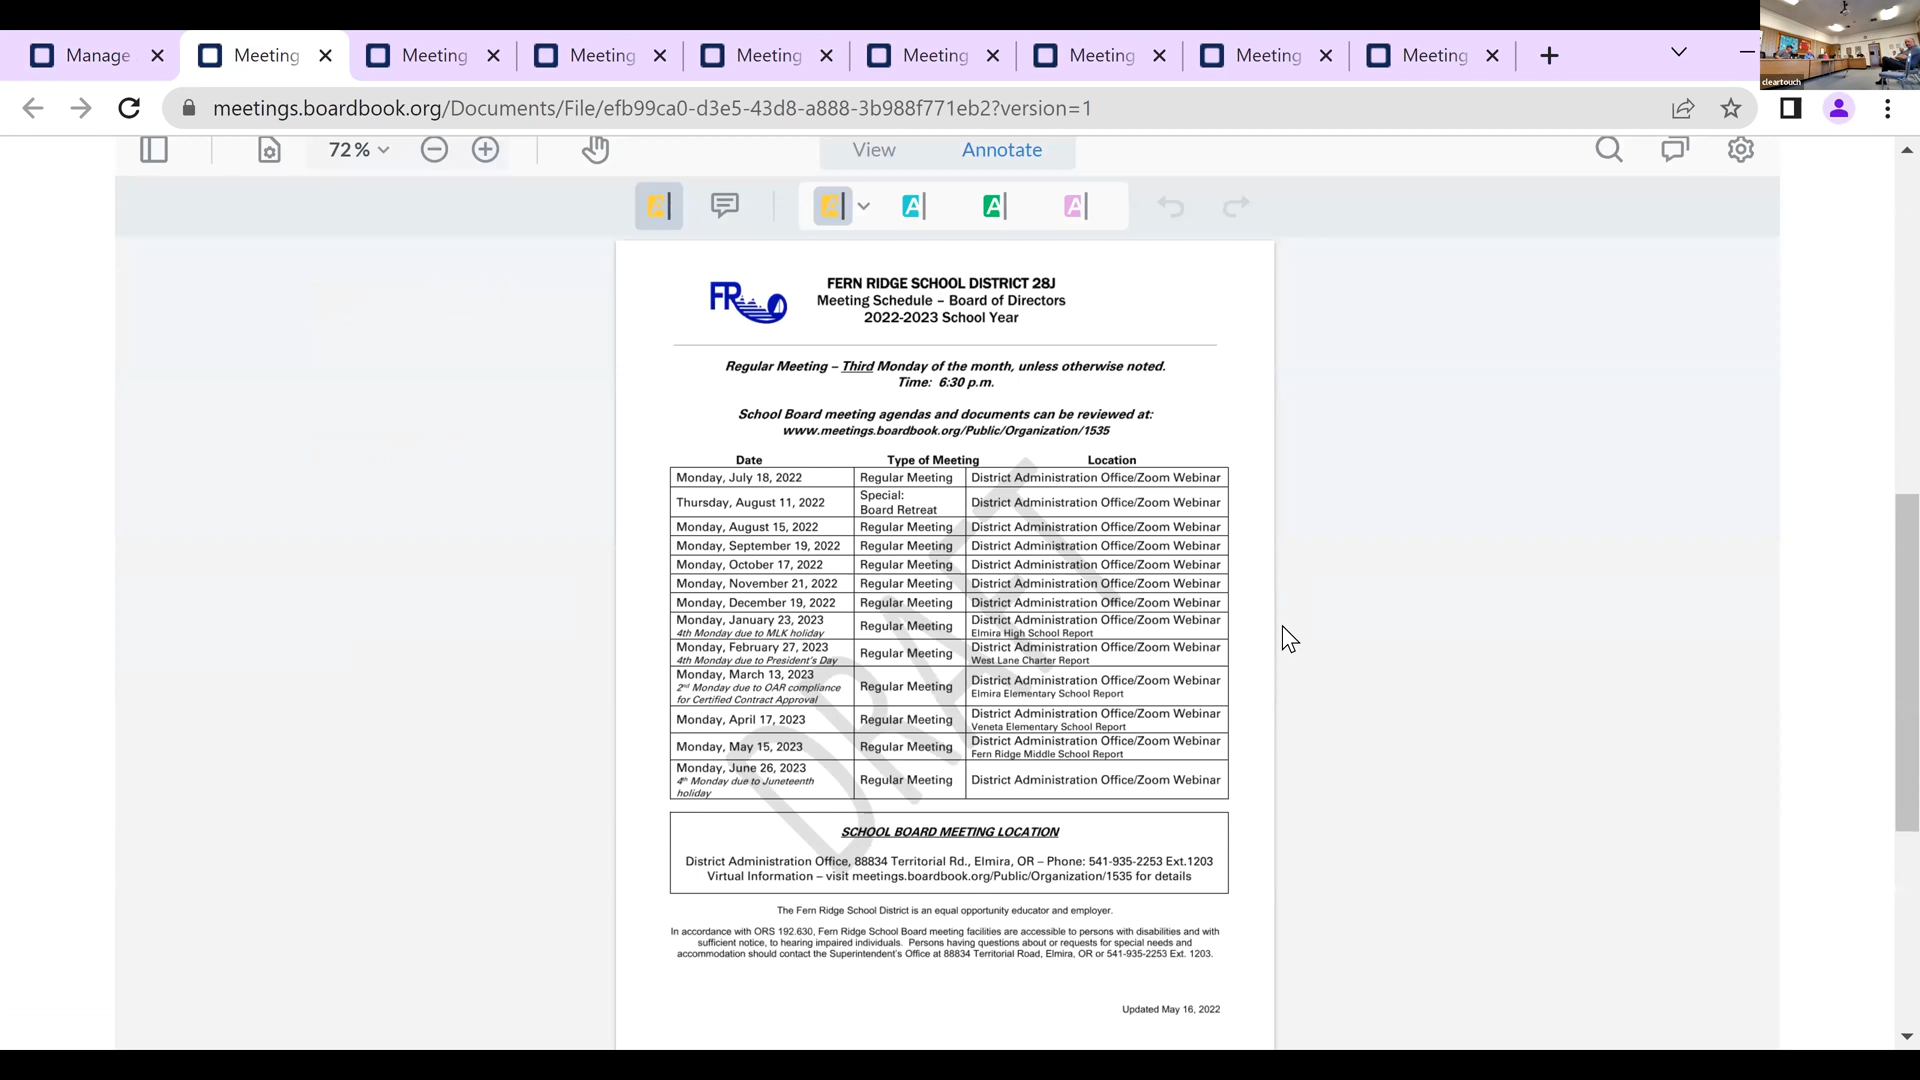 Manage
Meeting
Meeting
Meeting
Meeting
Meeting
Meeting
Meeting
Meeting
cleartouch
meetings.boardbook.org/Documents/File/efb99ca0-d3e5-43d8-a888-3b988f771eb2?version=1
72%
View
Annotate
FR
FERN RIDGE SCHOOL DISTRICT 28J
Meeting Schedule – Board of Directors
2022-2023 School Year
Regular Meeting – Third Monday of the month, unless otherwise noted.
Time: 6:30 p.m.
School Board meeting agendas and documents can be reviewed at:
www.meetings.boardbook.org/Public/Organization/1535
Date Type of Meeting Location
Monday, July 18, 2022 Regular Meeting District Administration Office/Zoom Webinar
Thursday, August 11, 2022 Special: District Administration Office/Zoom Webinar
Board Retreat
Monday, August 15, 2022 Regular Meeting District Administration Office/Zoom Webinar
Monday, September 19, 2022 Regular Meeting District Administration Office/Zoom Webinar
Monday, October 17, 2022 Regular Meeting District Administration Office/Zoom Webinar
Monday, November 21, 2022 Regular Meeting District Administration Office/Zoom Webinar
Monday, December 19, 2022 Regular Meeting District Administration Office/Zoom Webinar
Monday, January 23, 2023 Regular Meeting District Administration Office/Zoom Webinar
4th Monday due to MLK holiday Elmira High School Report
Monday, February 27, 2023 Regular Meeting District Administration Office/Zoom Webinar
4th Monday due to President's Day West Lane Charter Report
Monday, March 13, 2023 Regular Meeting District Administration Office/Zoom Webinar
2nd Monday due to OAR compliance Elmira Elementary School Report
for Certified Contract Approval
Monday, April 17, 2023 Regular Meeting District Administration Office/Zoom Webinar
Veneta Elementary School Report
Monday, May 15, 2023 Regular Meeting District Administration Office/Zoom Webinar
Fern Ridge Middle School Report
Monday, June 26, 2023 Regular Meeting District Administration Office/Zoom Webinar
4th Monday due to Juneteenth
holiday
DRAFT
SCHOOL BOARD MEETING LOCATION
District Administration Office, 88834 Territorial Rd., Elmira, OR – Phone: 541-935-2253 Ext.1203
Virtual Information – visit meetings.boardbook.org/Public/Organization/1535 for details
The Fern Ridge School District is an equal opportunity educator and employer.
In accordance with ORS 192.630, Fern Ridge School Board meeting facilities are accessible to persons with disabilities and with
sufficient notice, to hearing impaired individuals. Persons having questions about or requests for special needs and
accommodation should contact the Superintendent's Office at 88834 Territorial Road, Elmira, OR or 541-935-2253 Ext. 1203.
Updated May 16, 2022